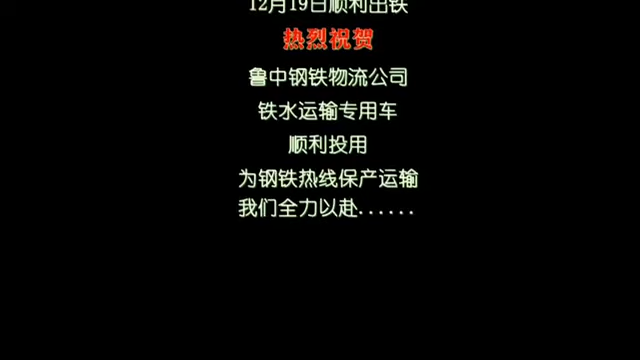 12月19日顺利出铁
热烈祝贺
鲁中钢铁物流公司
铁水运输专用车
顺利投用
为钢铁热线保产运输
我们全力以赴......